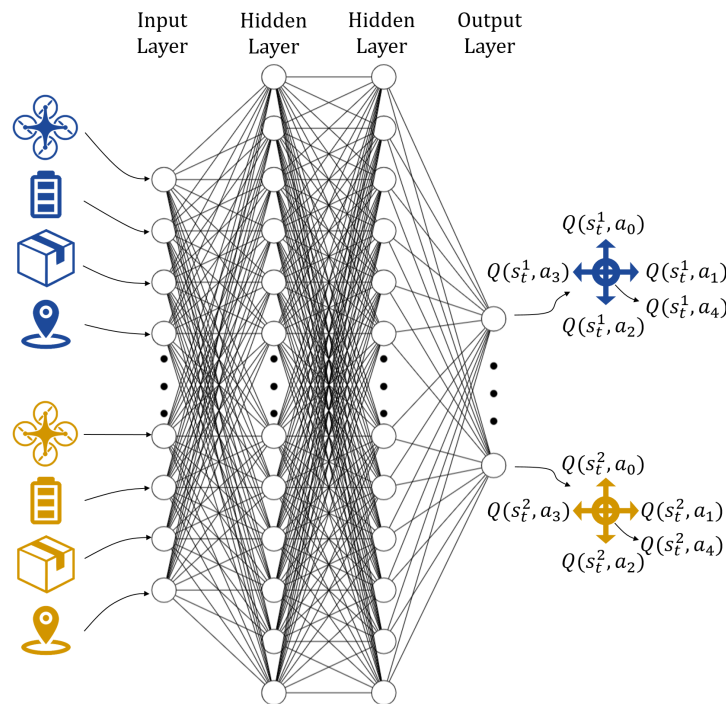 Input Layer
Hidden Layer
Hidden Layer
Output Layer
Q(s_t^1, a_0)
Q(s_t^1, a_3)
Q(s_t^1, a_1)
Q(s_t^1, a_4)
Q(s_t^1, a_2)
Q(s_t^2, a_0)
Q(s_t^2, a_3)
Q(s_t^2, a_1)
Q(s_t^2, a_4)
Q(s_t^2, a_2)